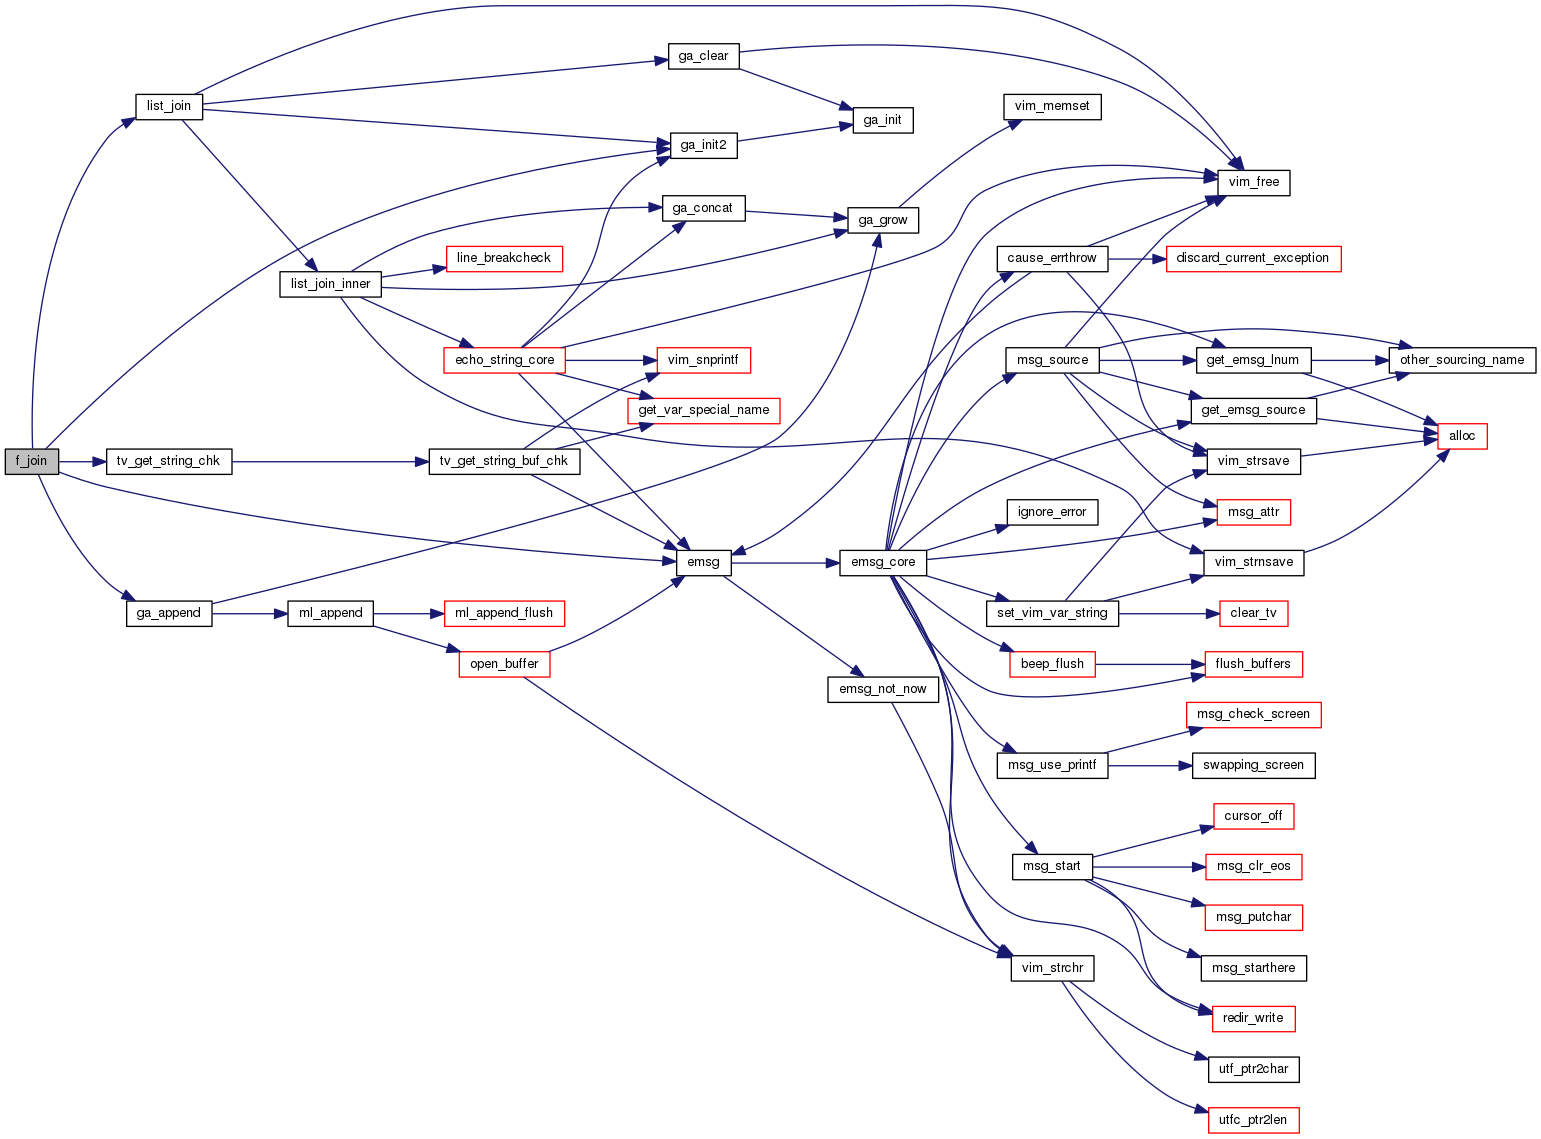 f_join
list_join
tv_get_string_chk
ga_append
list_join_inner
ml_append
line_breakcheck
echo_string_core
tv_get_string_buf_chk
ml_append_flush
open_buffer
ga_clear
ga_init2
ga_concat
vim_snprintf
get_var_special_name
emsg
ga_init
ga_grow
emsg_core
emsg_not_now
vim_memset
cause_errthrow
msg_source
ignore_error
set_vim_var_string
beep_flush
msg_use_printf
msg_start
vim_strchr
vim_free
discard_current_exception
get_emsg_lnum
get_emsg_source
vim_strsave
msg_attr
vim_strnsave
clear_tv
flush_buffers
msg_check_screen
swapping_screen
cursor_off
msg_clr_eos
msg_putchar
msg_starthere
redir_write
utf_ptr2char
utfc_ptr2len
other_sourcing_name
alloc